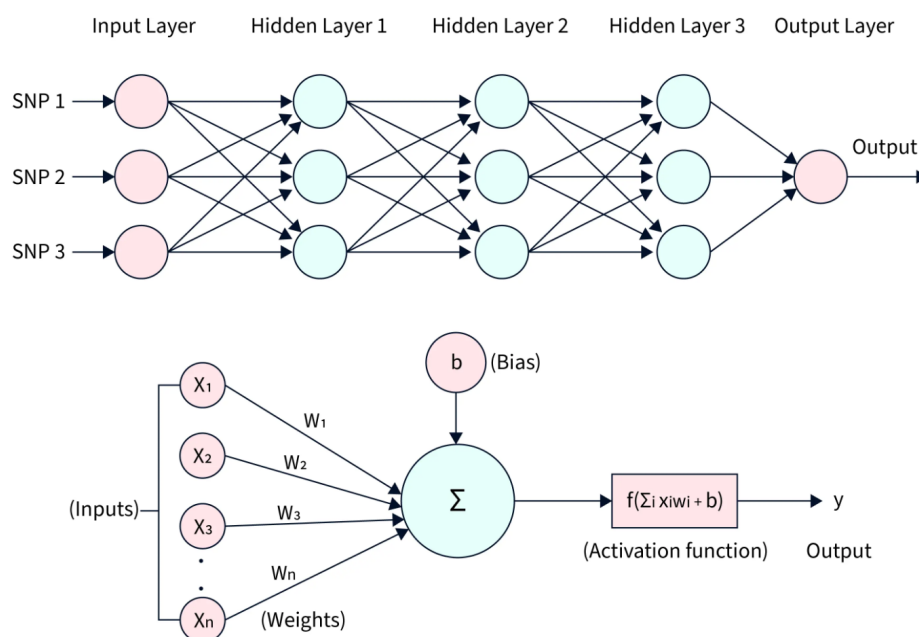 Input Layer Hidden Layer 1 Hidden Layer 2 Hidden Layer 3 Output Layer
SNP 1
SNP 2
SNP 3
Output
b (Bias)
X₁
W₁
X₂
W₂
(Inputs)
Σ
f(Σᵢ xᵢwᵢ + b)
y
X₃
W₃
(Activation function)
Output
Wₙ
Xₙ
(Weights)